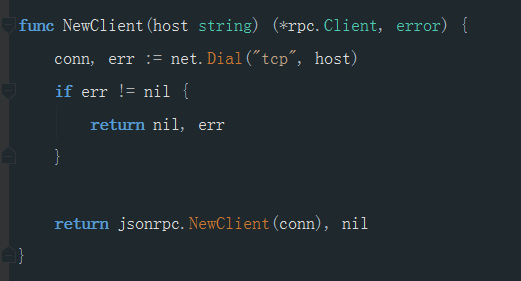 func NewClient(host string) (*rpc.Client, error) {
    conn, err := net.Dial("tcp", host)
    if err != nil {
        return nil, err
    }

    return jsonrpc.NewClient(conn), nil
}